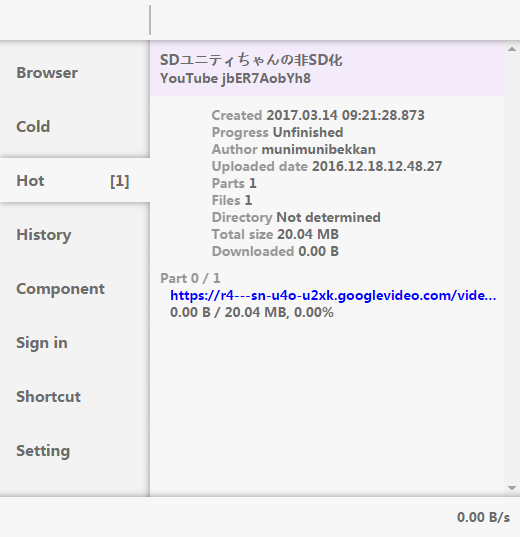 Browser
Cold
Hot [1]
History
Component
Sign in
Shortcut
Setting
SDユニティちゃんの非SD化
YouTube jbER7AobYh8
Created 2017.03.14 09:21:28.873
Progress Unfinished
Author munimunibekkan
Uploaded date 2016.12.18.12.48.27
Parts 1
Files 1
Directory Not determined
Total size 20.04 MB
Downloaded 0.00 B
Part 0 / 1
https://r4---sn-u4o-u2xk.googlevideo.com/vide...
0.00 B / 20.04 MB, 0.00%
0.00 B/s